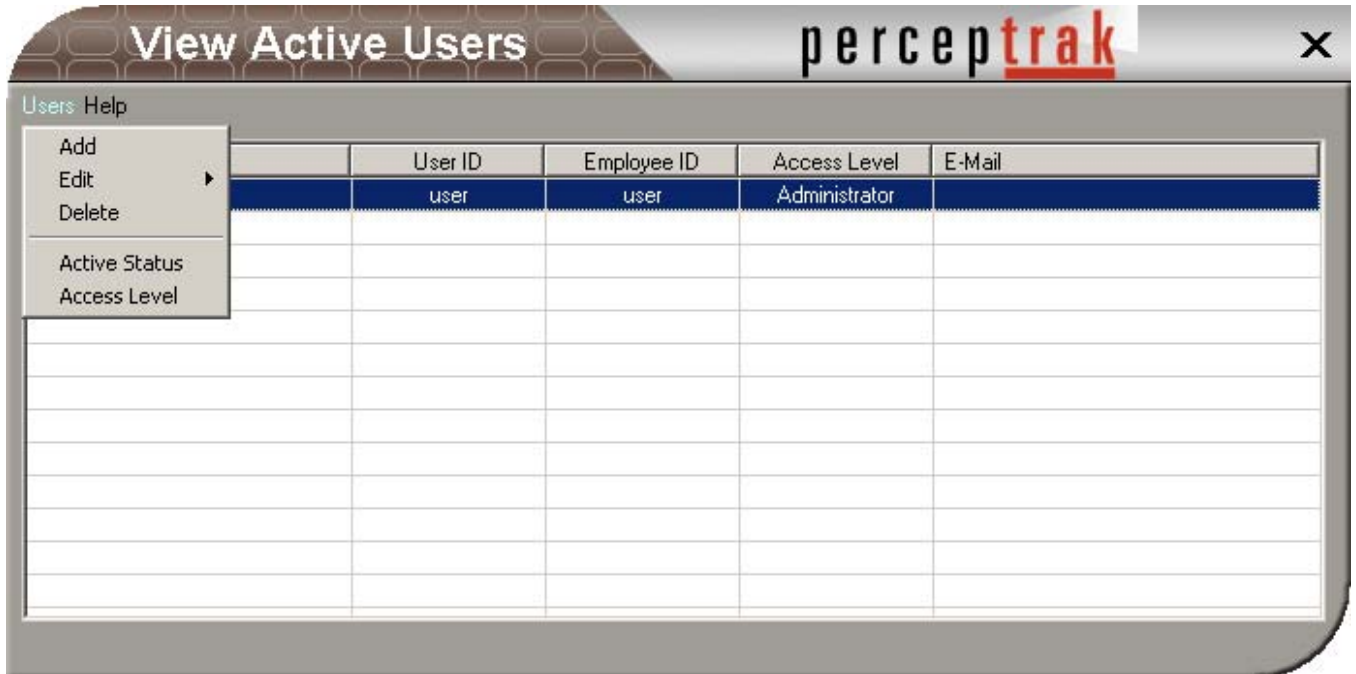 View Active Users perceptrak X
Users Help
Add
Edit
Delete
Active Status
Access Level
User ID Employee ID Access Level E-Mail
user user Administrator